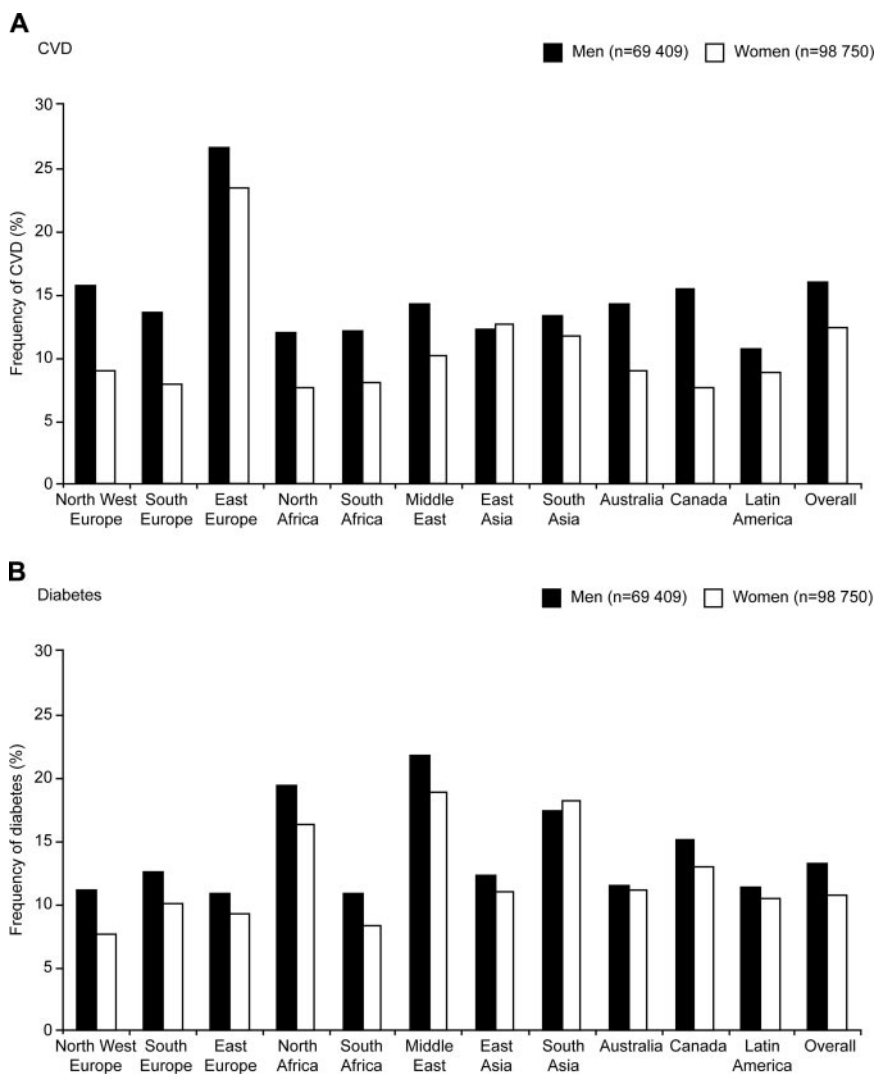 A
CVD
Men (n=69 409) Women (n=98 750)
Frequency of CVD (%)
30
25
20
15
10
5
0
North West Europe
South Europe
East Europe
North Africa
South Africa
Middle East
East Asia
South Asia
Australia
Canada
Latin America
Overall
B
Diabetes
Men (n=69 409) Women (n=98 750)
Frequency of diabetes (%)
30
25
20
15
10
5
0
North West Europe
South Europe
East Europe
North Africa
South Africa
Middle East
East Asia
South Asia
Australia
Canada
Latin America
Overall